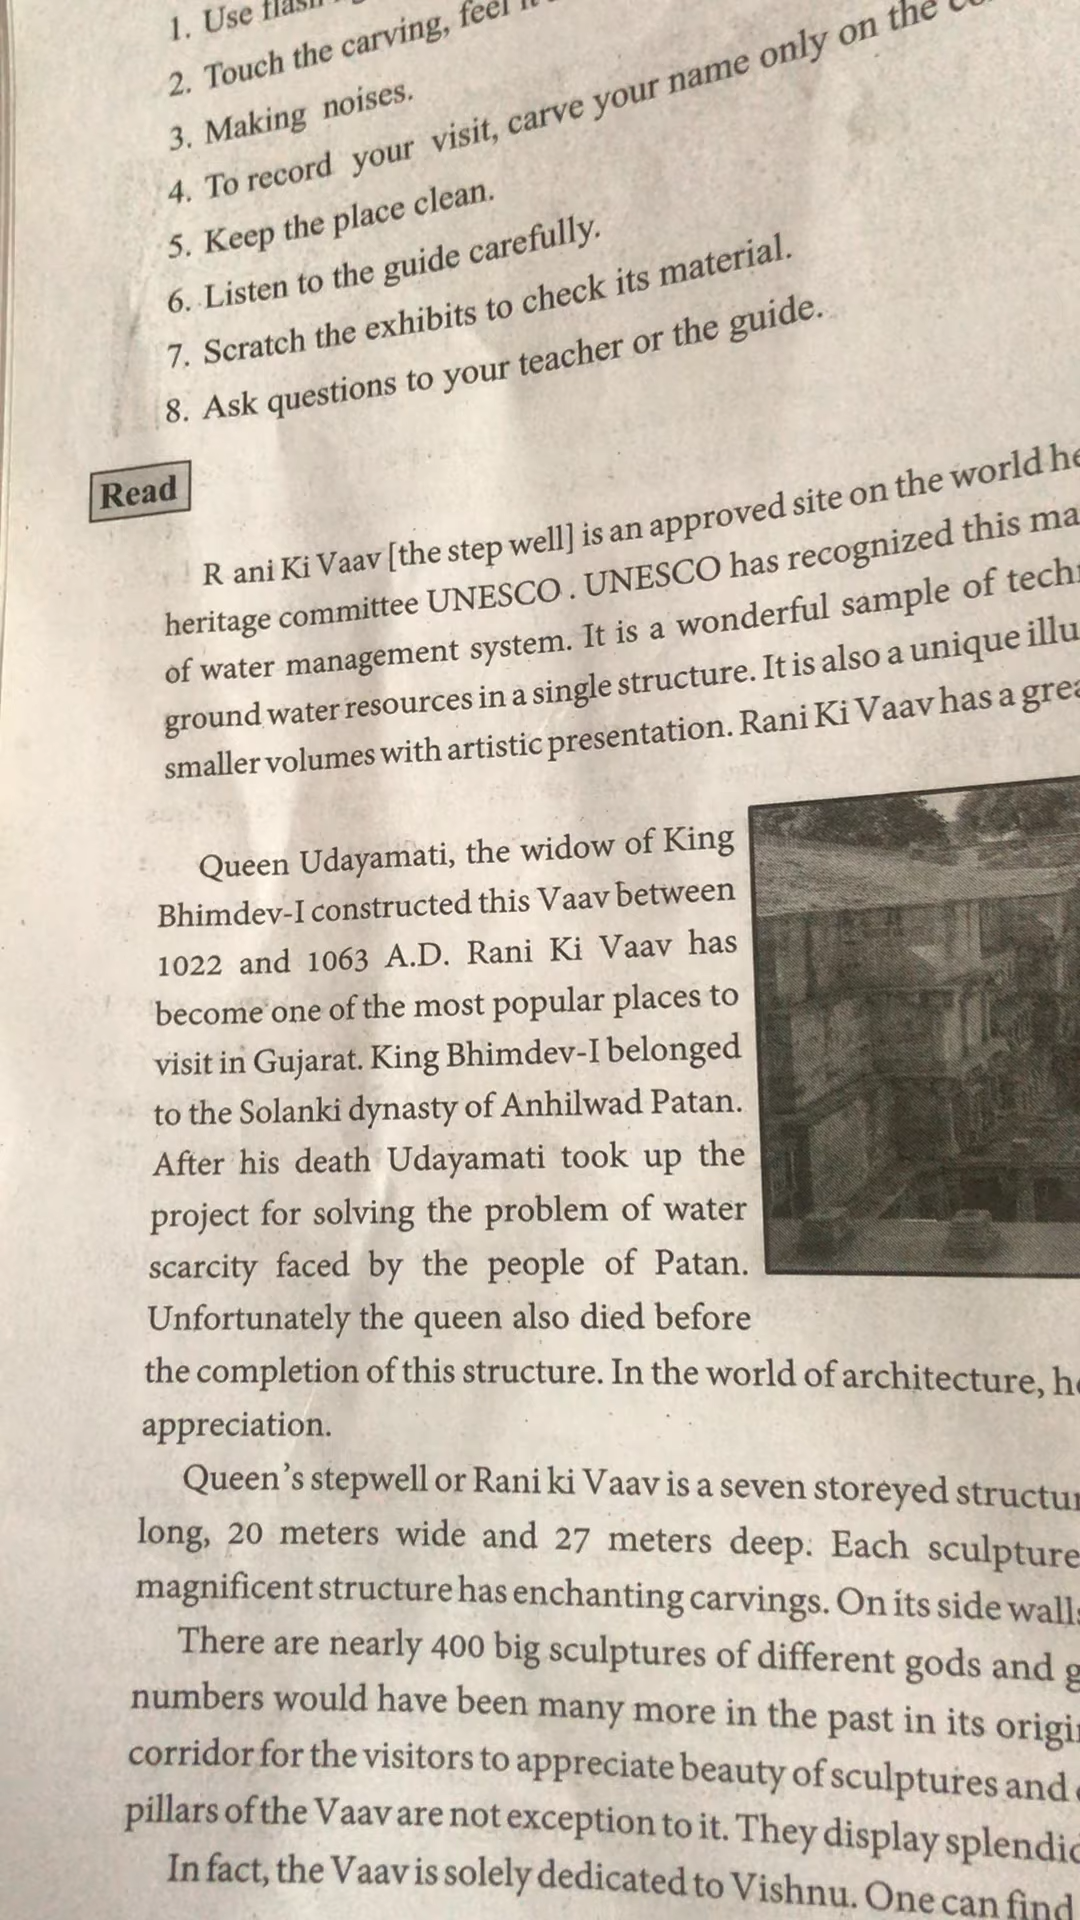 1. Use
2. Touch the carving, feel
3. Making noises.
4. To record your visit, carve your name only on the
5. Keep the place clean.
6. Listen to the guide carefully.
7. Scratch the exhibits to check its material.
8. Ask questions to your teacher or the guide.
Read
R ani Ki Vaav [the step well] is an approved site on the world
heritage committee UNESCO . UNESCO has recognized this
of water management system. It is a wonderful sample of
ground water resources in a single structure. It is also a unique
smaller volumes with artistic presentation. Rani Ki Vaav has a
Queen Udayamati, the widow of King
Bhimdev-I constructed this Vaav between
1022 and 1063 A.D. Rani Ki Vaav has
become one of the most popular places to
visit in Gujarat. King Bhimdev-I belonged
to the Solanki dynasty of Anhilwad Patan.
After his death Udayamati took up the
project for solving the problem of water
scarcity faced by the people of Patan.
Unfortunately the queen also died before
the completion of this structure. In the world of architecture,
appreciation.
Queen's stepwell or Rani ki Vaav is a seven storeyed
long, 20 meters wide and 27 meters deep. Each sculpture
magnificent structure has enchanting carvings. On its side
There are nearly 400 big sculptures of different gods and
numbers would have been many more in the past in its
corridor for the visitors to appreciate beauty of sculptures and
pillars of the Vaav are not exception to it. They display
In fact, the Vaav is solely dedicated to Vishnu. One can find